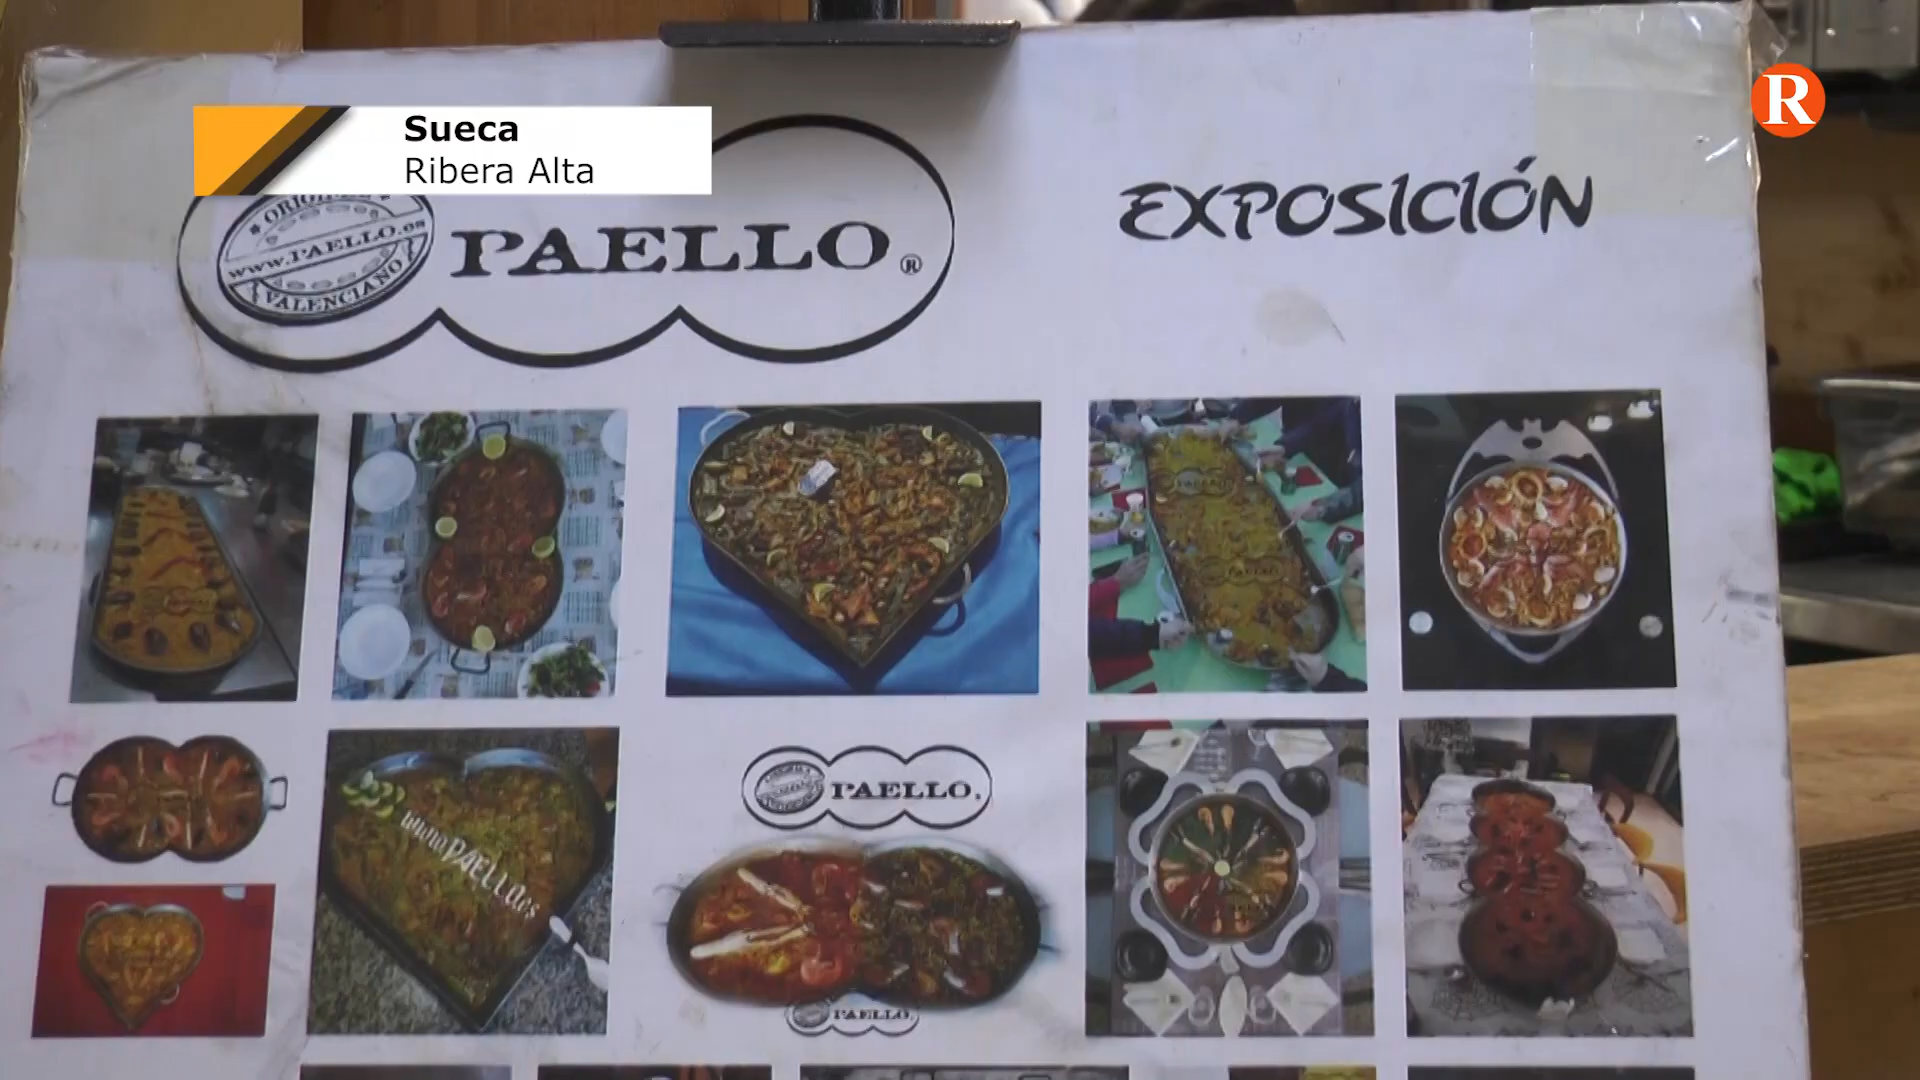 Sueca
Ribera Alta
R
ORIGINAL
www.PAELLO.es
VALENCIANO
PAELLO®
EXPOSICIÓN
www.PAELLO.es
PAELLO.
PAELLO.